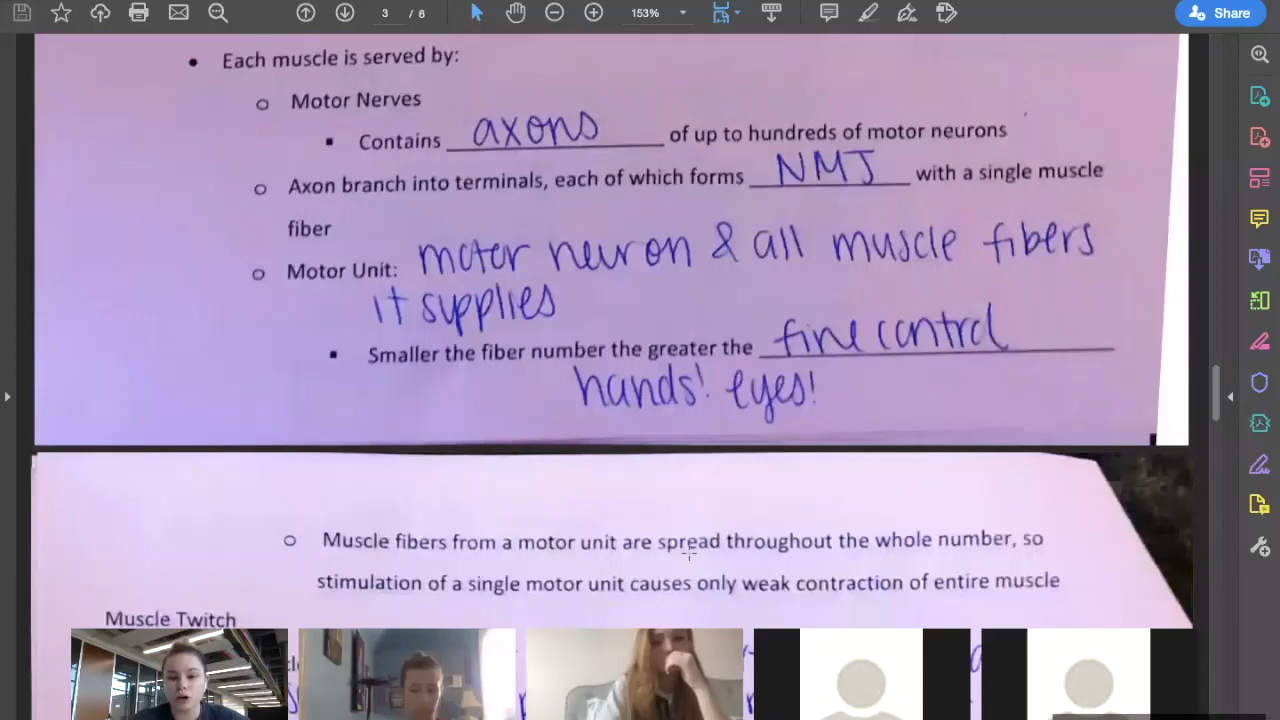 3 / 6
153%
Share
• Each muscle is served by:
o Motor Nerves
▪ Contains axons of up to hundreds of motor neurons
o Axon branch into terminals, each of which forms NMJ with a single muscle
fiber
o Motor Unit: motor neuron & all muscle fibers
it supplies
▪ Smaller the fiber number the greater the fine control
hands! eyes!
o Muscle fibers from a motor unit are spread throughout the whole number, so
stimulation of a single motor unit causes only weak contraction of entire muscle
Muscle Twitch